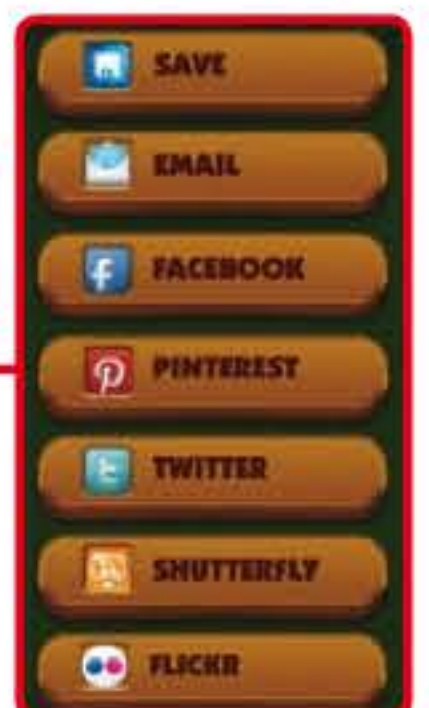 SAVE
EMAIL
FACEBOOK
PINTEREST
TWITTER
SHUTTERFLY
FLICKR